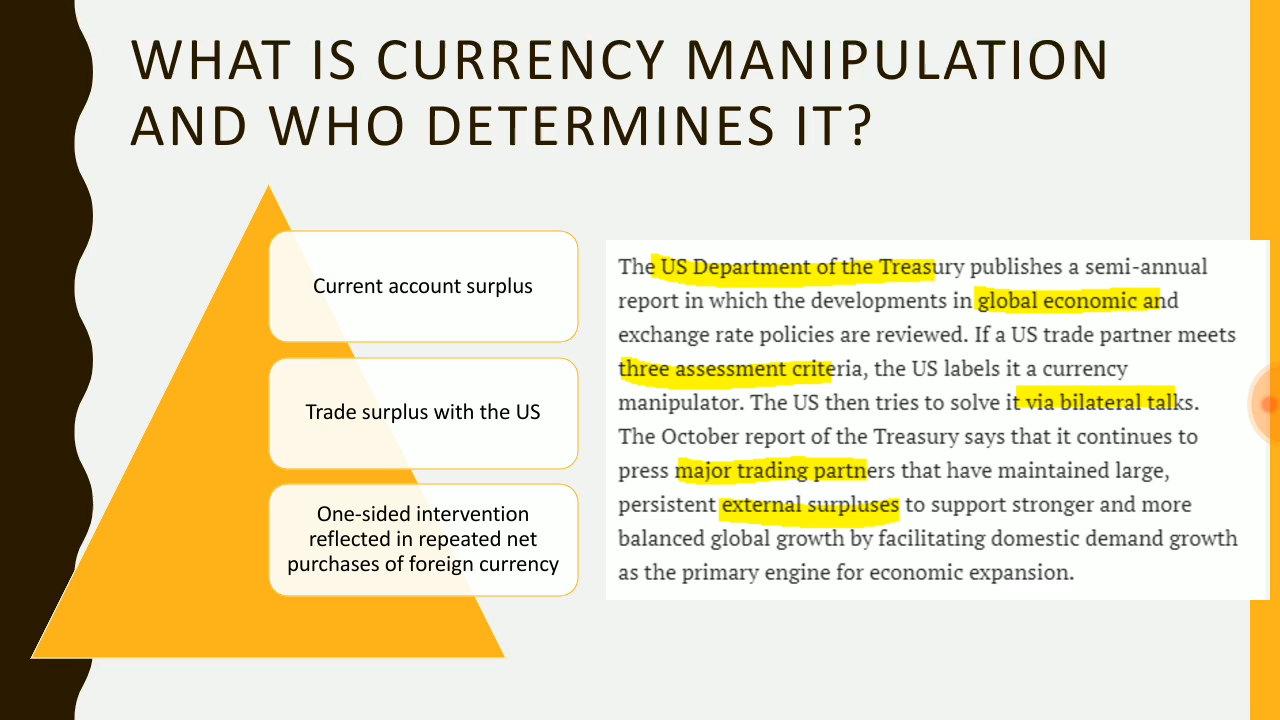 WHAT IS CURRENCY MANIPULATION
AND WHO DETERMINES IT?
Current account surplus
Trade surplus with the US
One-sided intervention
reflected in repeated net
purchases of foreign currency
The US Department of the Treasury publishes a semi-annual
report in which the developments in global economic and
exchange rate policies are reviewed. If a US trade partner meets
three assessment criteria, the US labels it a currency
manipulator. The US then tries to solve it via bilateral talks.
The October report of the Treasury says that it continues to
press major trading partners that have maintained large,
persistent external surpluses to support stronger and more
balanced global growth by facilitating domestic demand growth
as the primary engine for economic expansion.